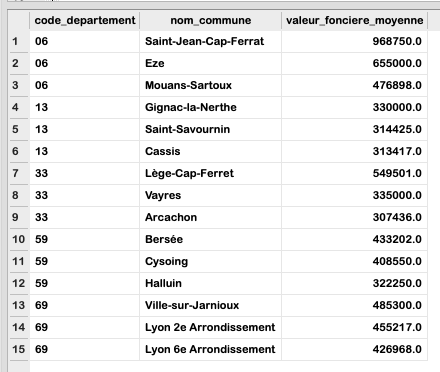 code_departement nom_commune valeur_fonciere_moyenne
1 06 Saint-Jean-Cap-Ferrat 968750.0
2 06 Eze 655000.0
3 06 Mouans-Sartoux 476898.0
4 13 Gignac-la-Nerthe 330000.0
5 13 Saint-Savournin 314425.0
6 13 Cassis 313417.0
7 33 Lège-Cap-Ferret 549501.0
8 33 Vayres 335000.0
9 33 Arcachon 307436.0
10 59 Bersée 433202.0
11 59 Cysoing 408550.0
12 59 Halluin 322250.0
13 69 Ville-sur-Jarnioux 485300.0
14 69 Lyon 2e Arrondissement 455217.0
15 69 Lyon 6e Arrondissement 426968.0